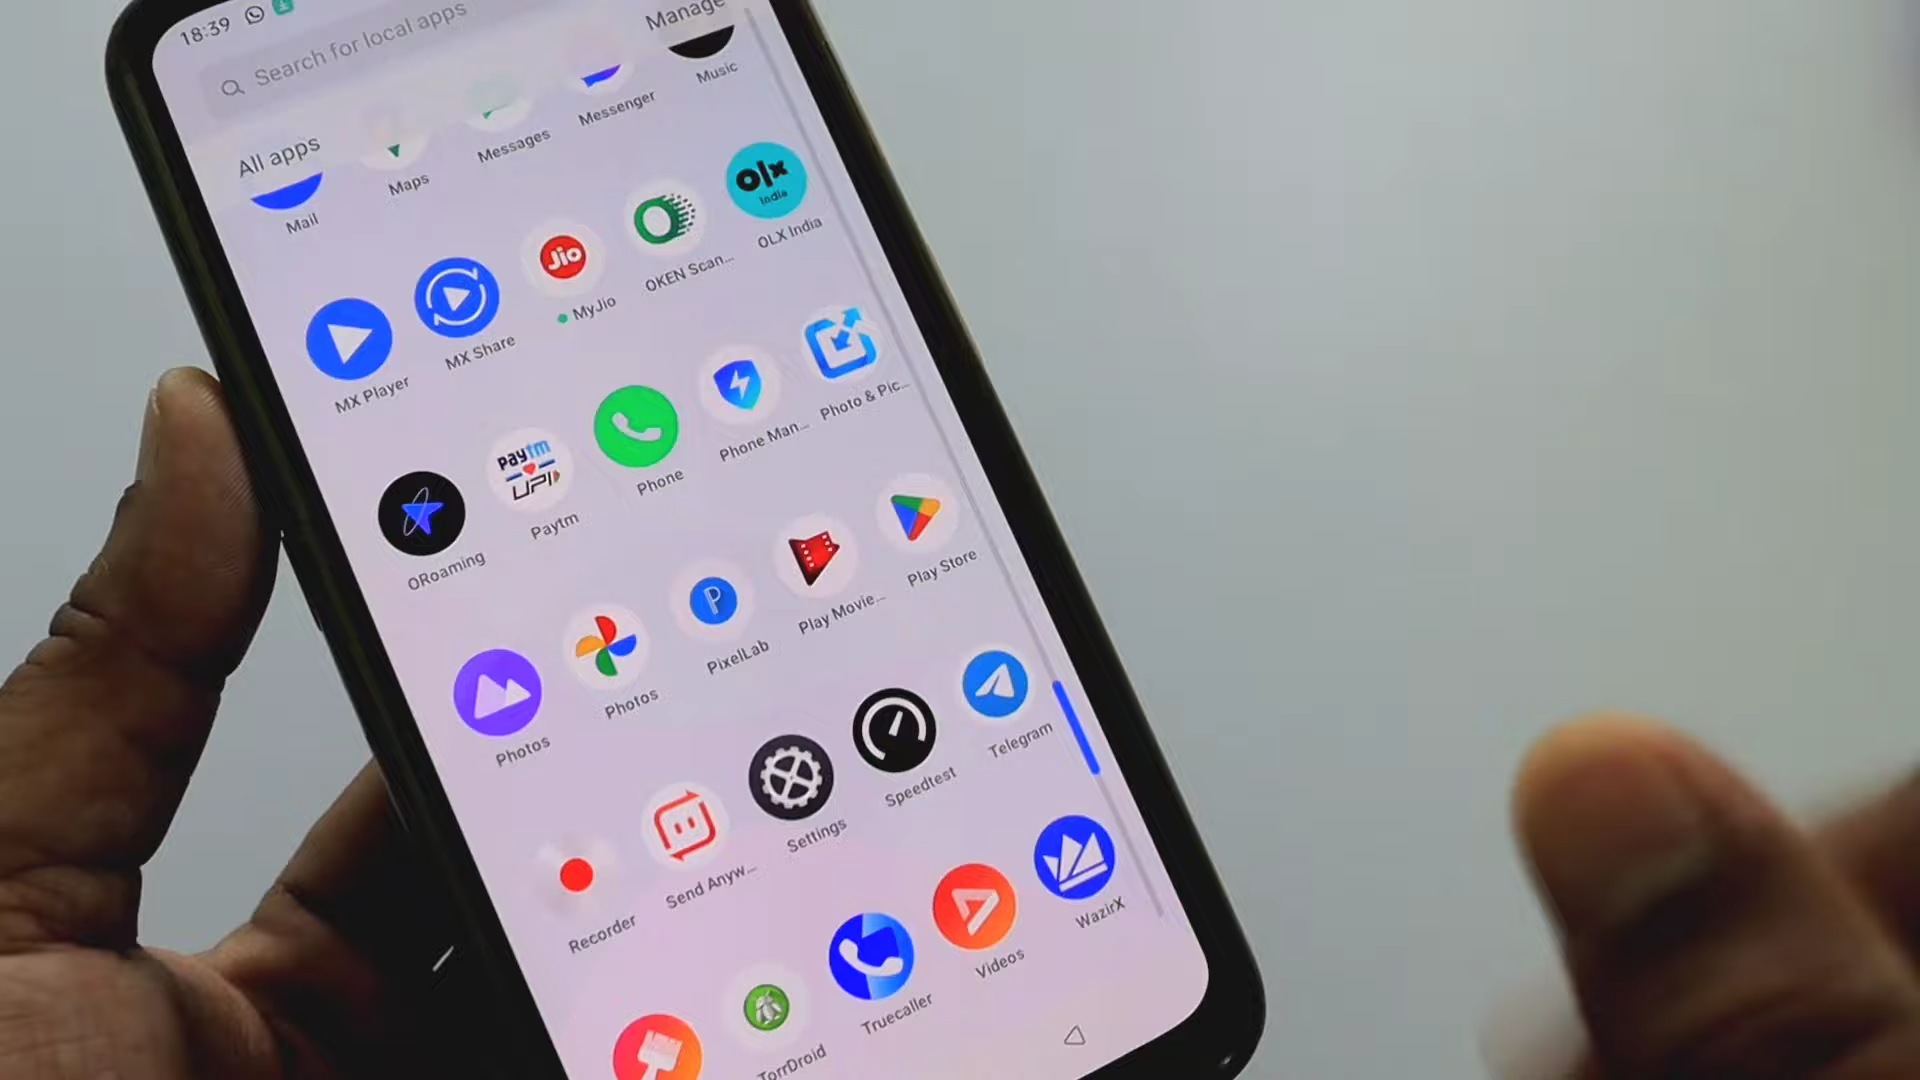 18:39
Search for local apps
Manage
All apps
Mail
Maps
Messages
Messenger
Music
MX Player
MX Share
Jio
MyJio
OKEN Scan...
olx
India
OLX India
ORoaming
paytm
UPI
Paytm
Phone
Phone Man...
Photo & Pic...
Photos
Photos
P
PixelLab
Play Movie...
Play Store
Recorder
Send Anyw...
Settings
Speedtest
Telegram
TorrDroid
Truecaller
Videos
WazirX